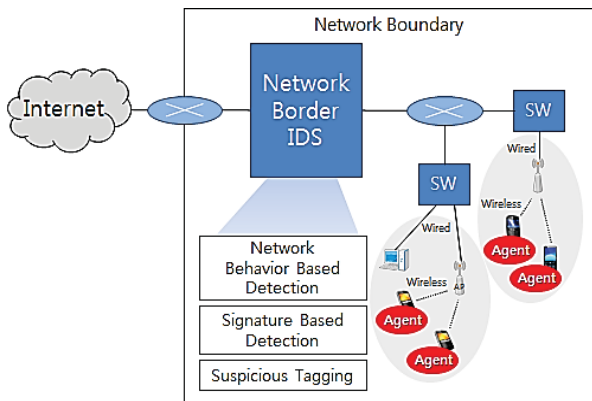 Network Boundary
Internet
Network
Border
IDS
SW
Wired
Wireless
Agent
Agent
SW
Wired
Wireless
AP
Agent
Agent
Network
Behavior Based
Detection
Signature Based
Detection
Suspicious Tagging